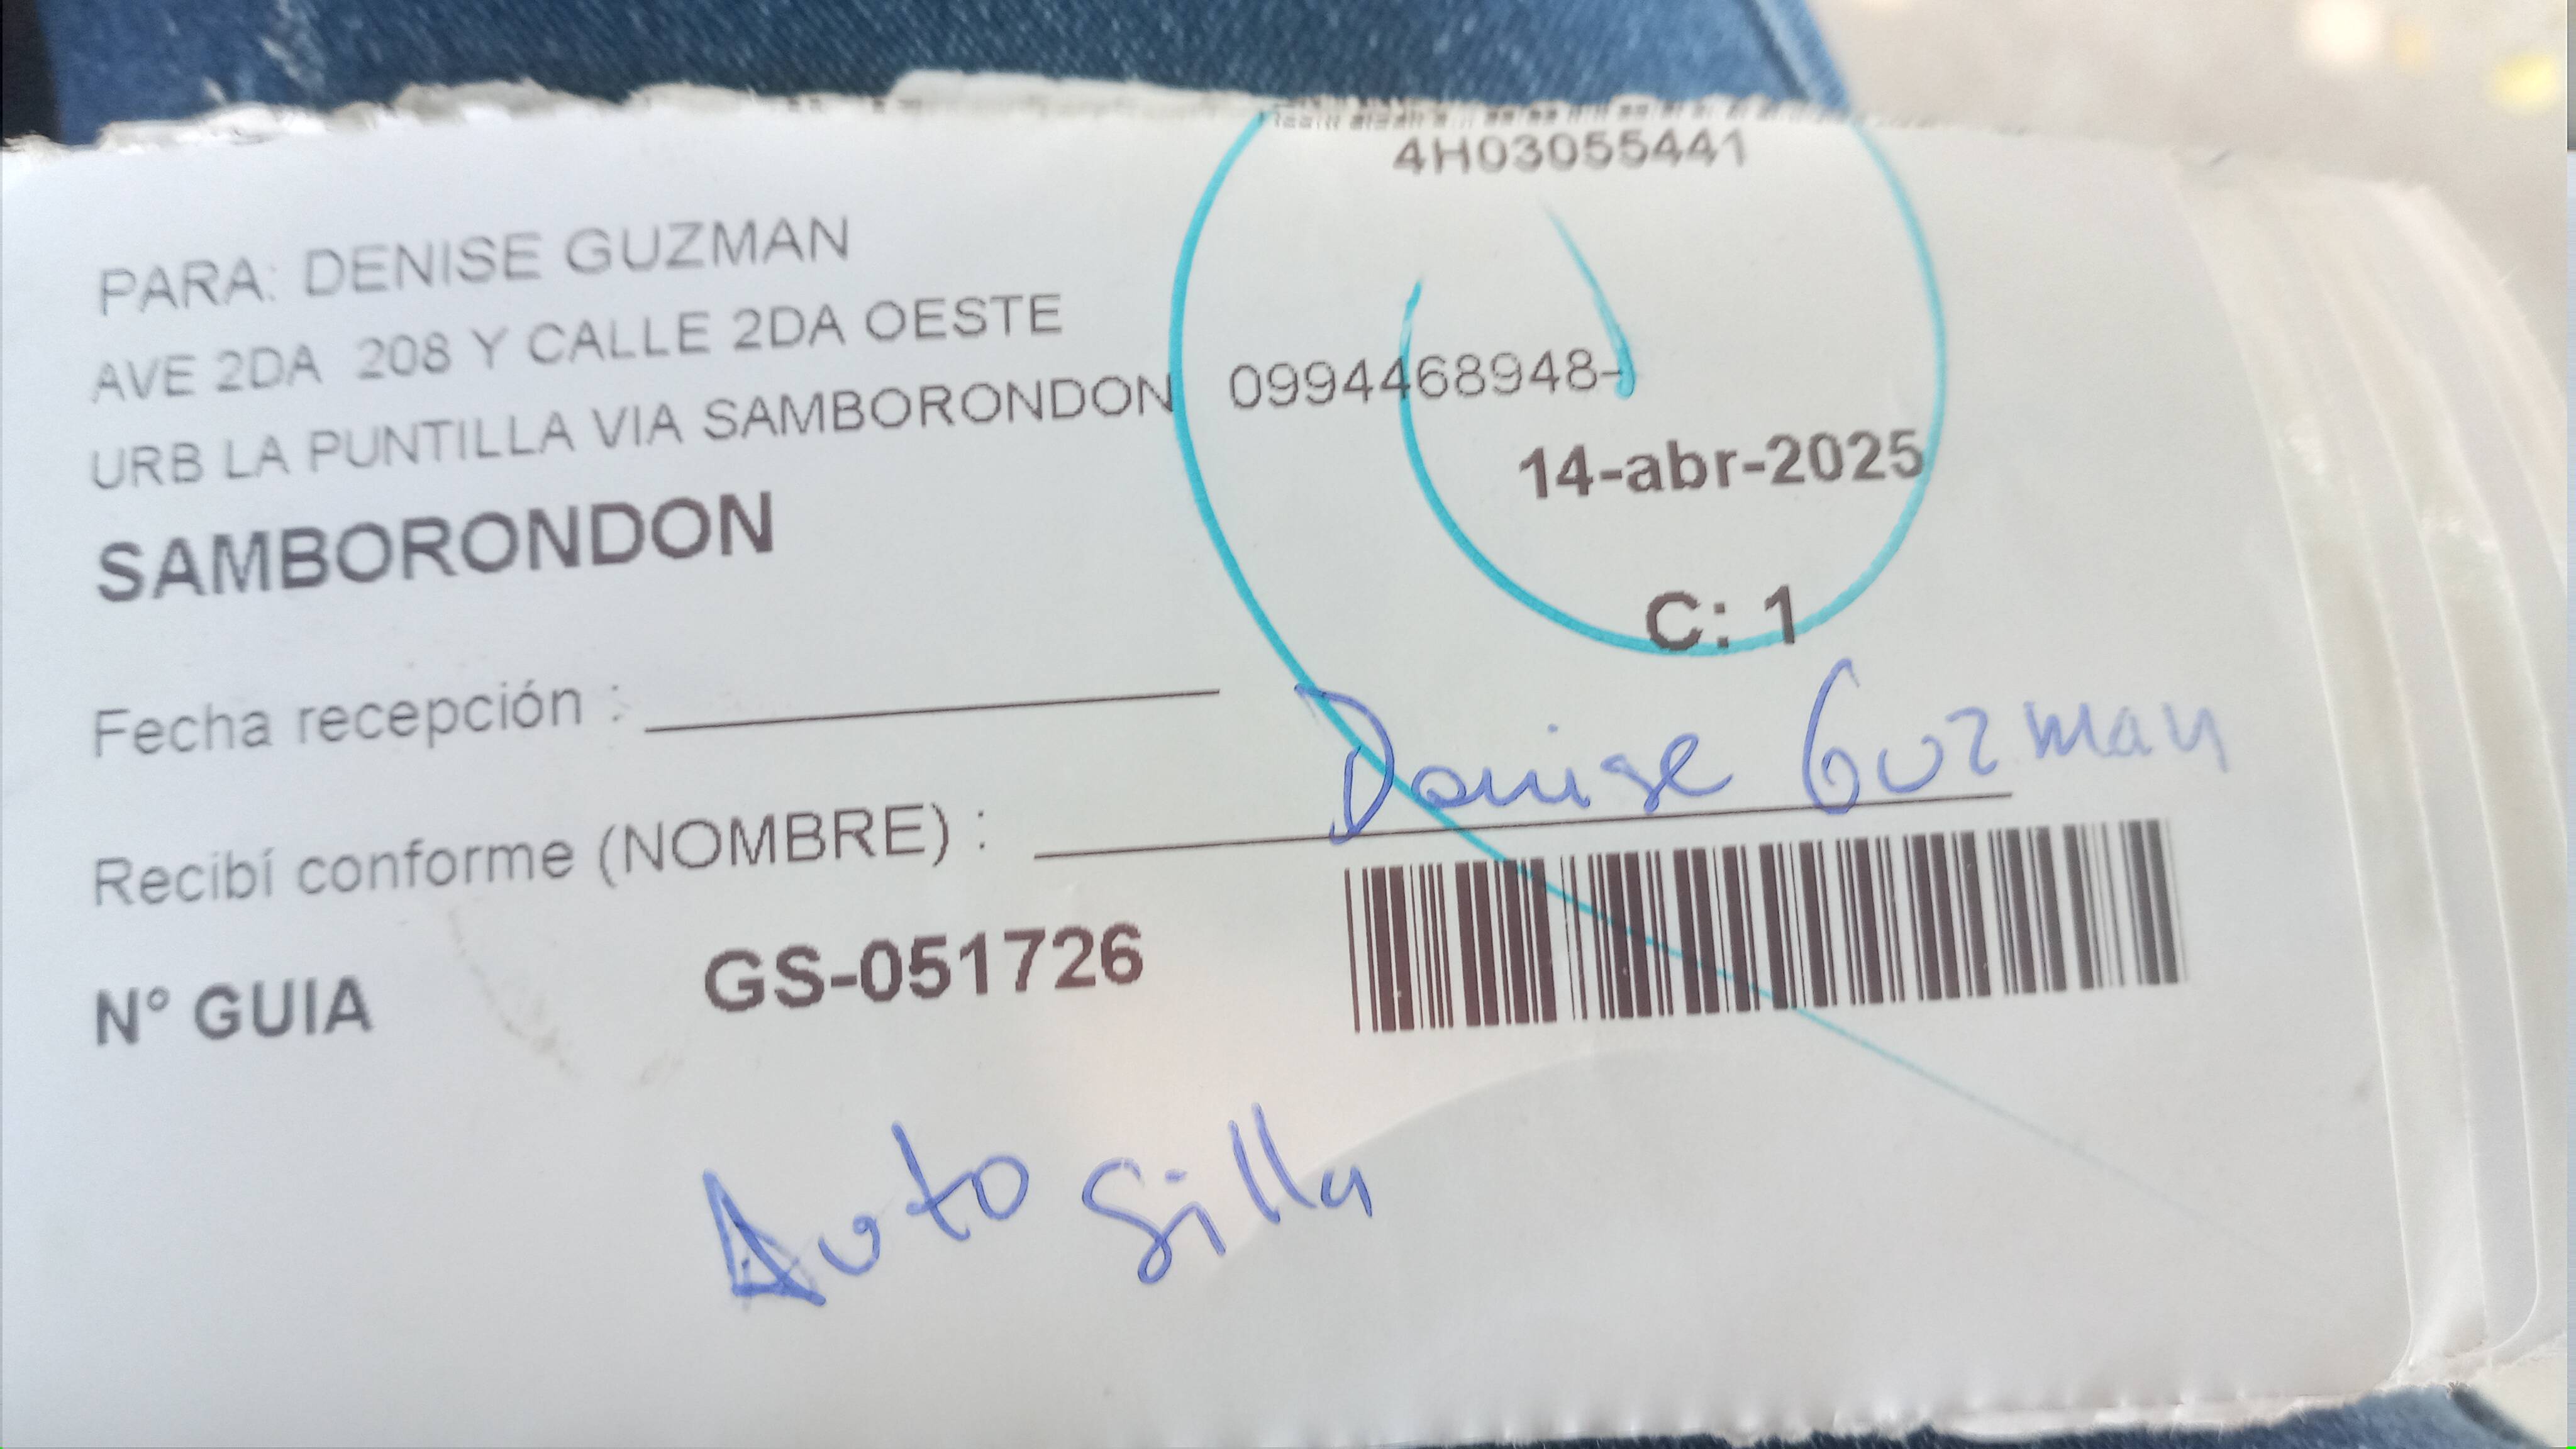 4H03055441
PARA: DENISE GUZMAN
AVE 2DA 208 Y CALLE 2DA OESTE
URB LA PUNTILLA VIA SAMBORONDON 0994468948-
14-abr-2025
SAMBORONDON
C: 1
Fecha recepción :
Denise Guzman
Recibí conforme (NOMBRE) :
Nº GUIA GS-051726
Auto Silla